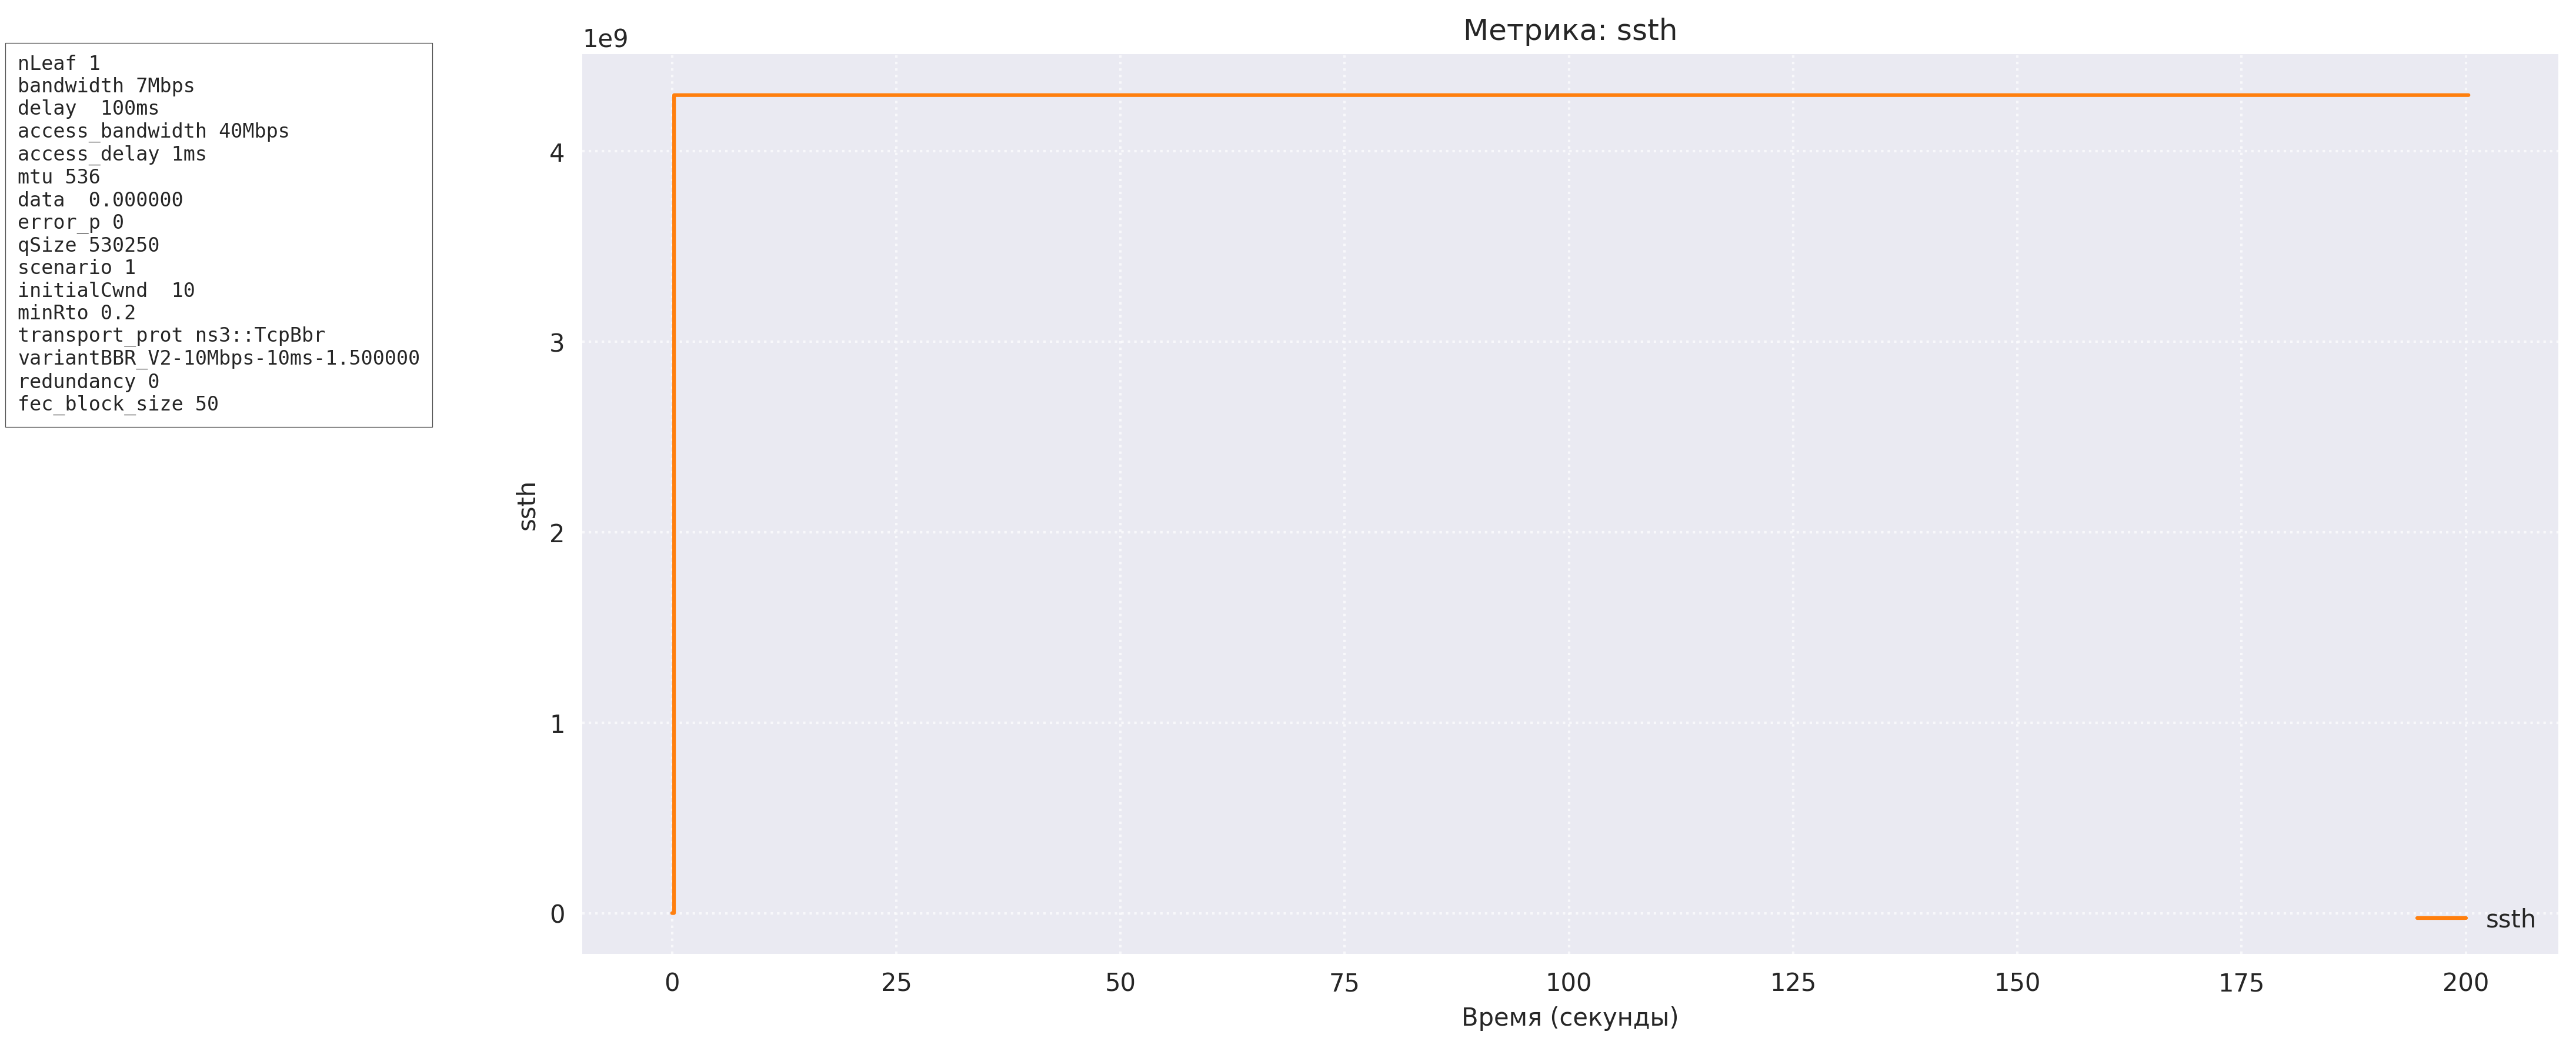 nLeaf 1
bandwidth 7Mbps
delay  100ms
access_bandwidth 40Mbps
access_delay 1ms
mtu 536
data  0.000000
error_p 0
qSize 530250
scenario 1
initialCwnd  10
minRto 0.2
transport_prot ns3::TcpBbr
variantBBR_V2-10Mbps-10ms-1.500000
redundancy 0
fec_block_size 50
Метрика: ssth
1e9
4
3
2
1
0
ssth
ssth
0 25 50 75 100 125 150 175 200
Время (секунды)